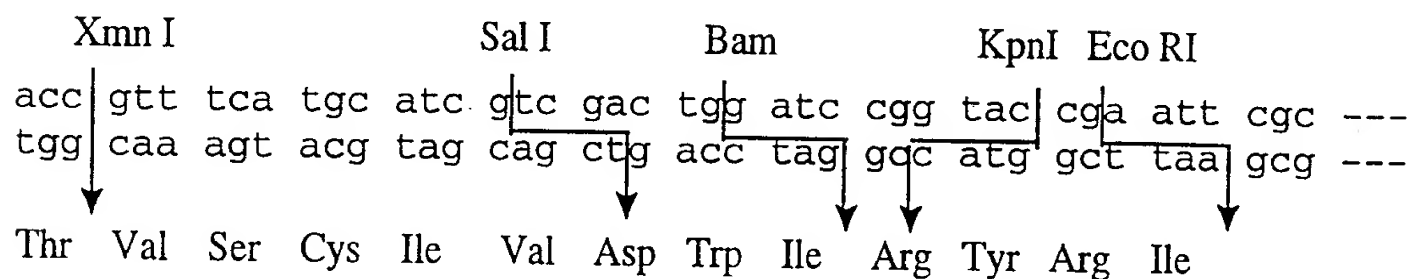 Xmn I Sal I Bam KpnI Eco RI
acc gtt tca tgc atc gtc gac tgg atc cgg tac cga att cgc ---
tgg caa agt acg tag cag ctg acc tag gqc atg gct taa gcg ---
Thr Val Ser Cys Ile Val Asp Trp Ile Arg Tyr Arg Ile